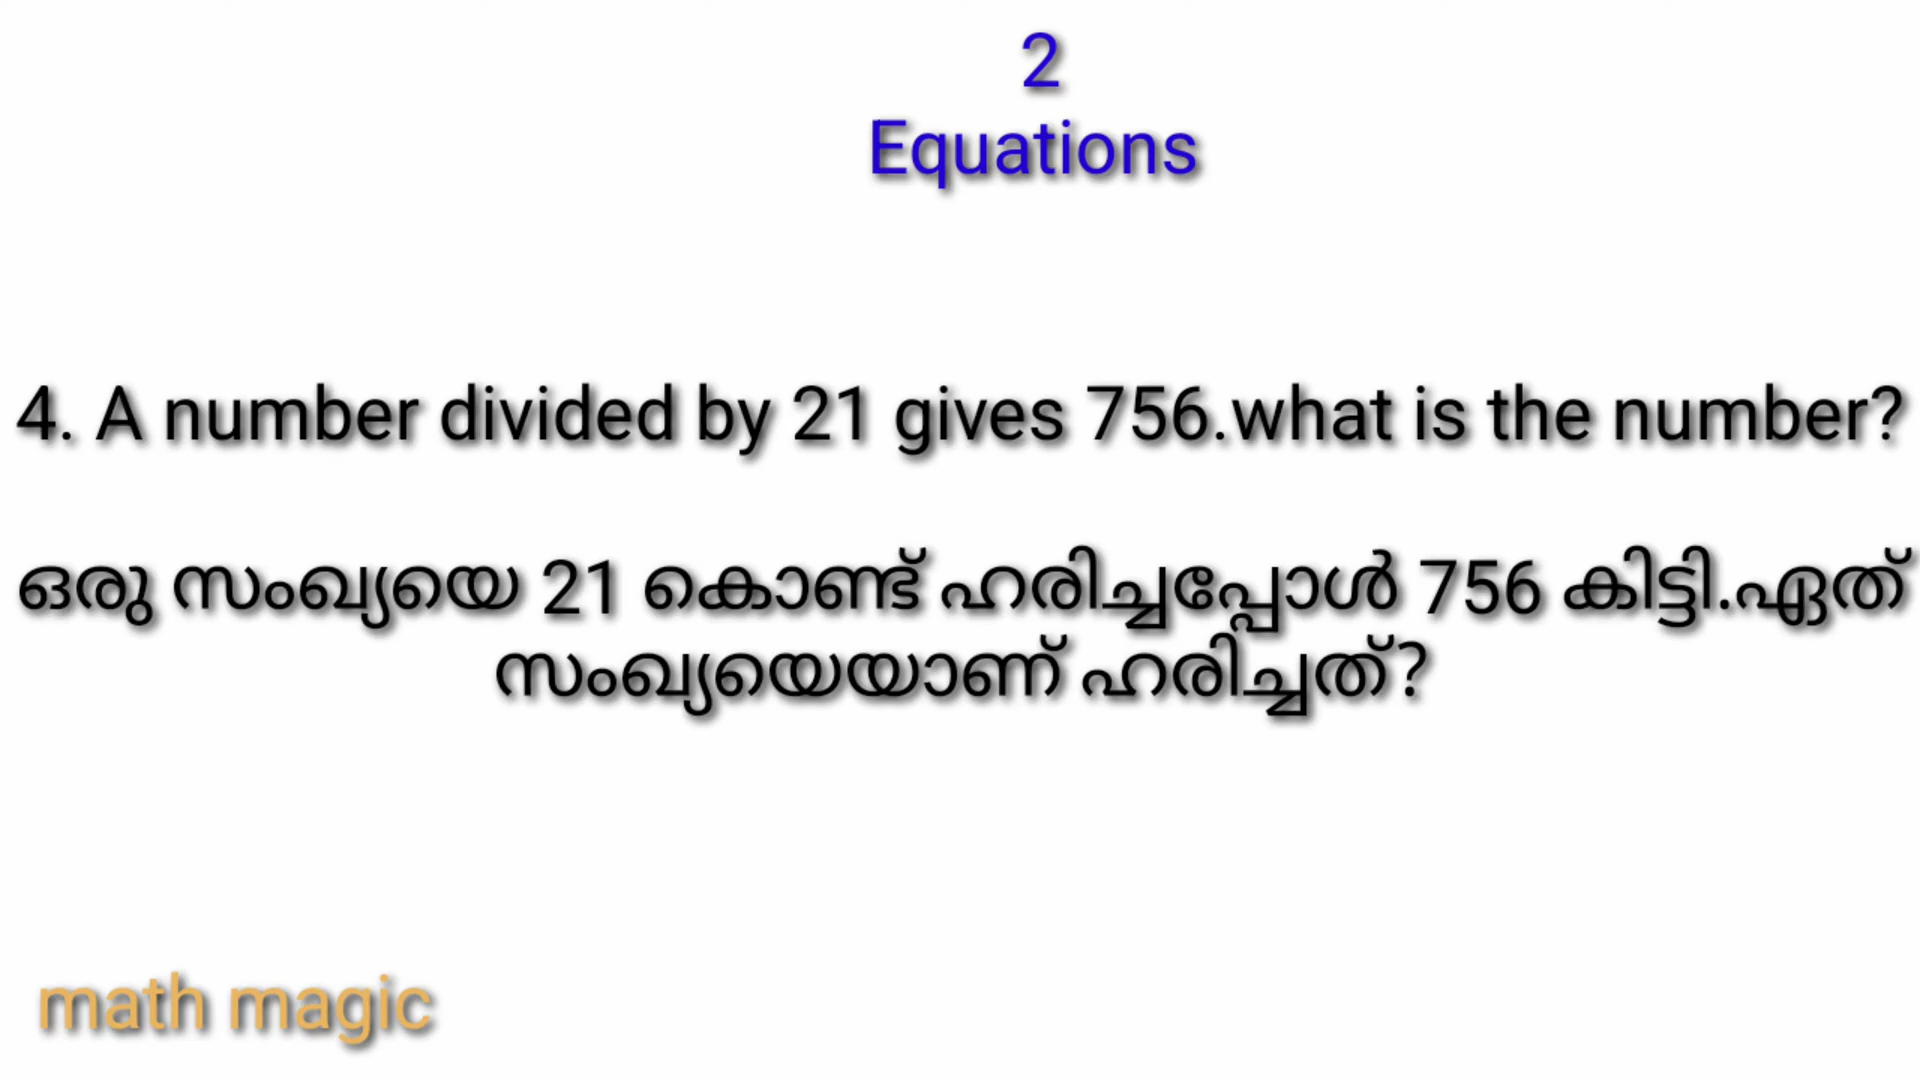 2
Equations
4. A number divided by 21 gives 756.what is the number?
ഒരു സംഖ്യയെ 21 കൊണ്ട് ഹരിച്ചപ്പോൾ 756 കിട്ടി.ഏത്
സംഖ്യയെയാണ് ഹരിച്ചത്?
math magic